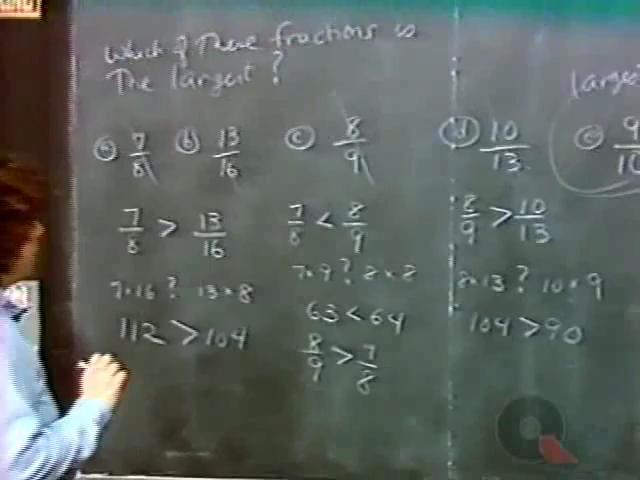 Which of These fractions is
The largest?
larges
(a) 7/8 (b) 13/16 (c) 8/9 (d) 10/13 (e) 9/10
7/8 > 13/16 7/8 < 8/9 8/9 > 10/13
7×16 ? 13×8 7×9 ? 8×8 8×13 ? 10×9
112 > 104 63 < 64 104 > 90
8/9 > 7/8